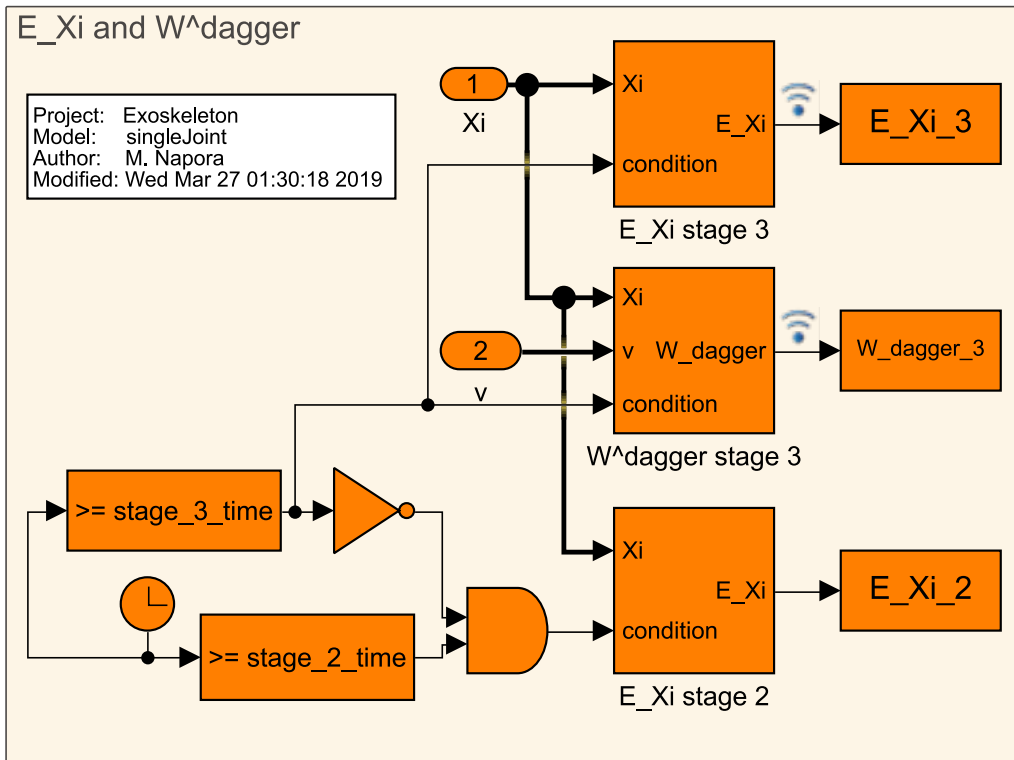 E_Xi and W^dagger
Project: Exoskeleton
Model: singleJoint
Author: M. Napora
Modified: Wed Mar 27 01:30:18 2019
1
Xi
Xi
E_Xi
condition
E_Xi stage 3
E_Xi_3
2
v
Xi
v W_dagger
condition
W^dagger stage 3
W_dagger_3
>= stage_3_time
>= stage_2_time
Xi
E_Xi
condition
E_Xi stage 2
E_Xi_2